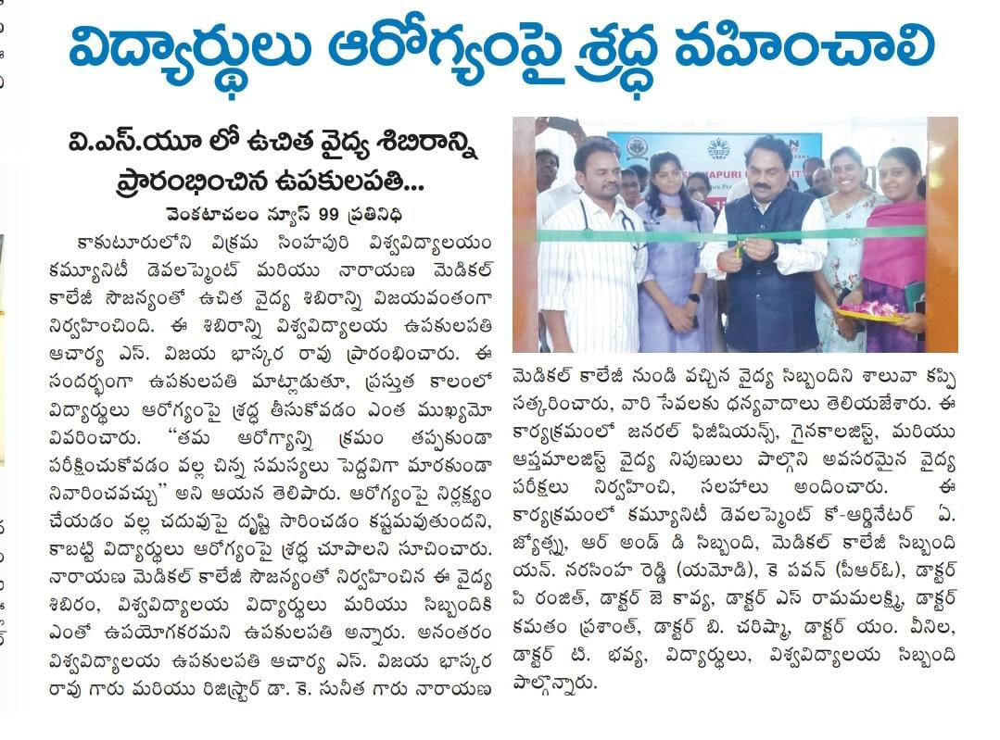 విద్యార్థులు ఆరోగ్యంపై శ్రద్ధ వహించాలి
వి.ఎస్.యూ లో ఉచిత వైద్య శిబిరాన్ని
ప్రారంభించిన ఉపకులపతి...
వెంకటాచలం న్యూస్ 99 ప్రతినిధి
కాకుటూరులోని విక్రమ సింహపురి విశ్వవిద్యాలయం
కమ్యూనిటీ డెవలప్మెంట్ మరియు నారాయణ మెడికల్
కాలేజీ సౌజన్యంతో ఉచిత వైద్య శిబిరాన్ని విజయవంతంగా
నిర్వహించింది. ఈ శిబిరాన్ని విశ్వవిద్యాలయ ఉపకులపతి
ఆచార్య ఎస్. విజయ భాస్కర రావు ప్రారంభించారు. ఈ
సందర్భంగా ఉపకులపతి మాట్లాడుతూ, ప్రస్తుత కాలంలో
విద్యార్థులు ఆరోగ్యంపై శ్రద్ధ తీసుకోవడం ఎంత ముఖ్యమో
వివరించారు. “తమ ఆరోగ్యాన్ని క్రమం తప్పకుండా
పరీక్షించుకోవడం వల్ల చిన్న సమస్యలు పెద్దవిగా మారకుండా
నివారించవచ్చు” అని ఆయన తెలిపారు. ఆరోగ్యంపై నిర్లక్ష్యం
చేయడం వల్ల చదువుపై దృష్టి సారించడం కష్టమవుతుందని,
కాబట్టి విద్యార్థులు ఆరోగ్యంపై శ్రద్ధ చూపాలని సూచించారు.
నారాయణ మెడికల్ కాలేజీ సౌజన్యంతో నిర్వహించిన ఈ వైద్య
శిబిరం, విశ్వవిద్యాలయ విద్యార్థులు మరియు సిబ్బందికి
ఎంతో ఉపయోగకరమని ఉపకులపతి అన్నారు. అనంతరం
విశ్వవిద్యాలయ ఉపకులపతి ఆచార్య ఎస్. విజయ భాస్కర
రావు గారు మరియు రిజిస్ట్రార్ డా. కె. సునీత గారు నారాయణ
మెడికల్ కాలేజీ నుండి వచ్చిన వైద్య సిబ్బందిని శాలువా కప్పి
సత్కరించారు, వారి సేవలకు ధన్యవాదాలు తెలియజేశారు. ఈ
కార్యక్రమంలో జనరల్ ఫిజీషియన్స్, గైనకాలజిస్ట్, మరియు
ఆప్తమాలజిస్ట్ వైద్య నిపుణులు పాల్గొని అవసరమైన వైద్య
పరీక్షలు నిర్వహించి, సలహాలు అందించారు. ఈ
కార్యక్రమంలో కమ్యూనిటీ డెవలప్మెంట్ కో-ఆర్డినేటర్ ఏ.
జ్యోత్స్న, ఆర్ అండ్ డి సిబ్బంది, మెడికల్ కాలేజీ సిబ్బంది
యన్. నరసింహ రెడ్డి (యమోడి), కె పవన్ (పీఆర్ఓ), డాక్టర్
పి రంజిత్, డాక్టర్ జె కావ్య, డాక్టర్ ఎస్ రామమలక్ష్మి, డాక్టర్
కమతం ప్రశాంత్, డాక్టర్ బి. చరిష్మా, డాక్టర్ యం. వీనిల,
డాక్టర్ టి. భవ్య, విద్యార్థులు, విశ్వవిద్యాలయ సిబ్బంది
పాల్గొన్నారు.